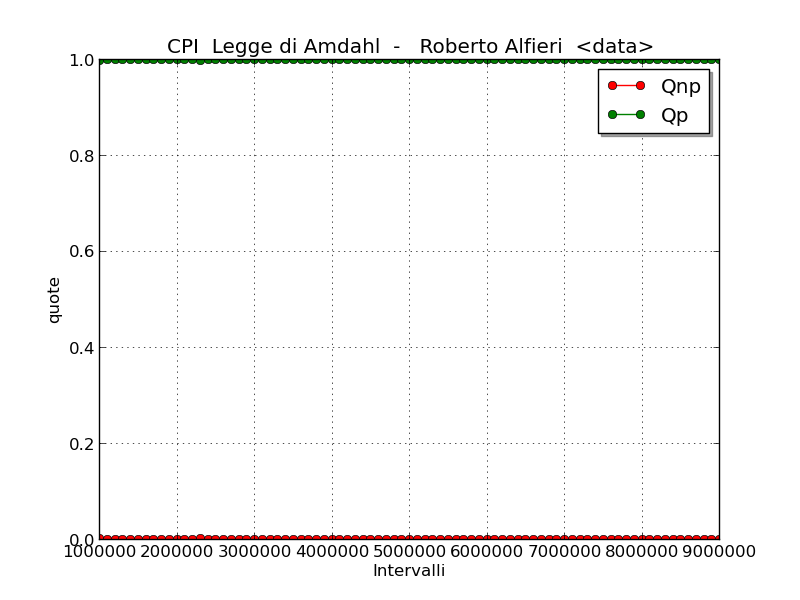 CPI  Legge di Amdahl  -   Roberto Alfieri  <data>
1.0
0.8
0.6
0.4
0.2
0.0
quote
Qnp
Qp
1000000 2000000 3000000 4000000 5000000 6000000 7000000 8000000 9000000
Intervalli